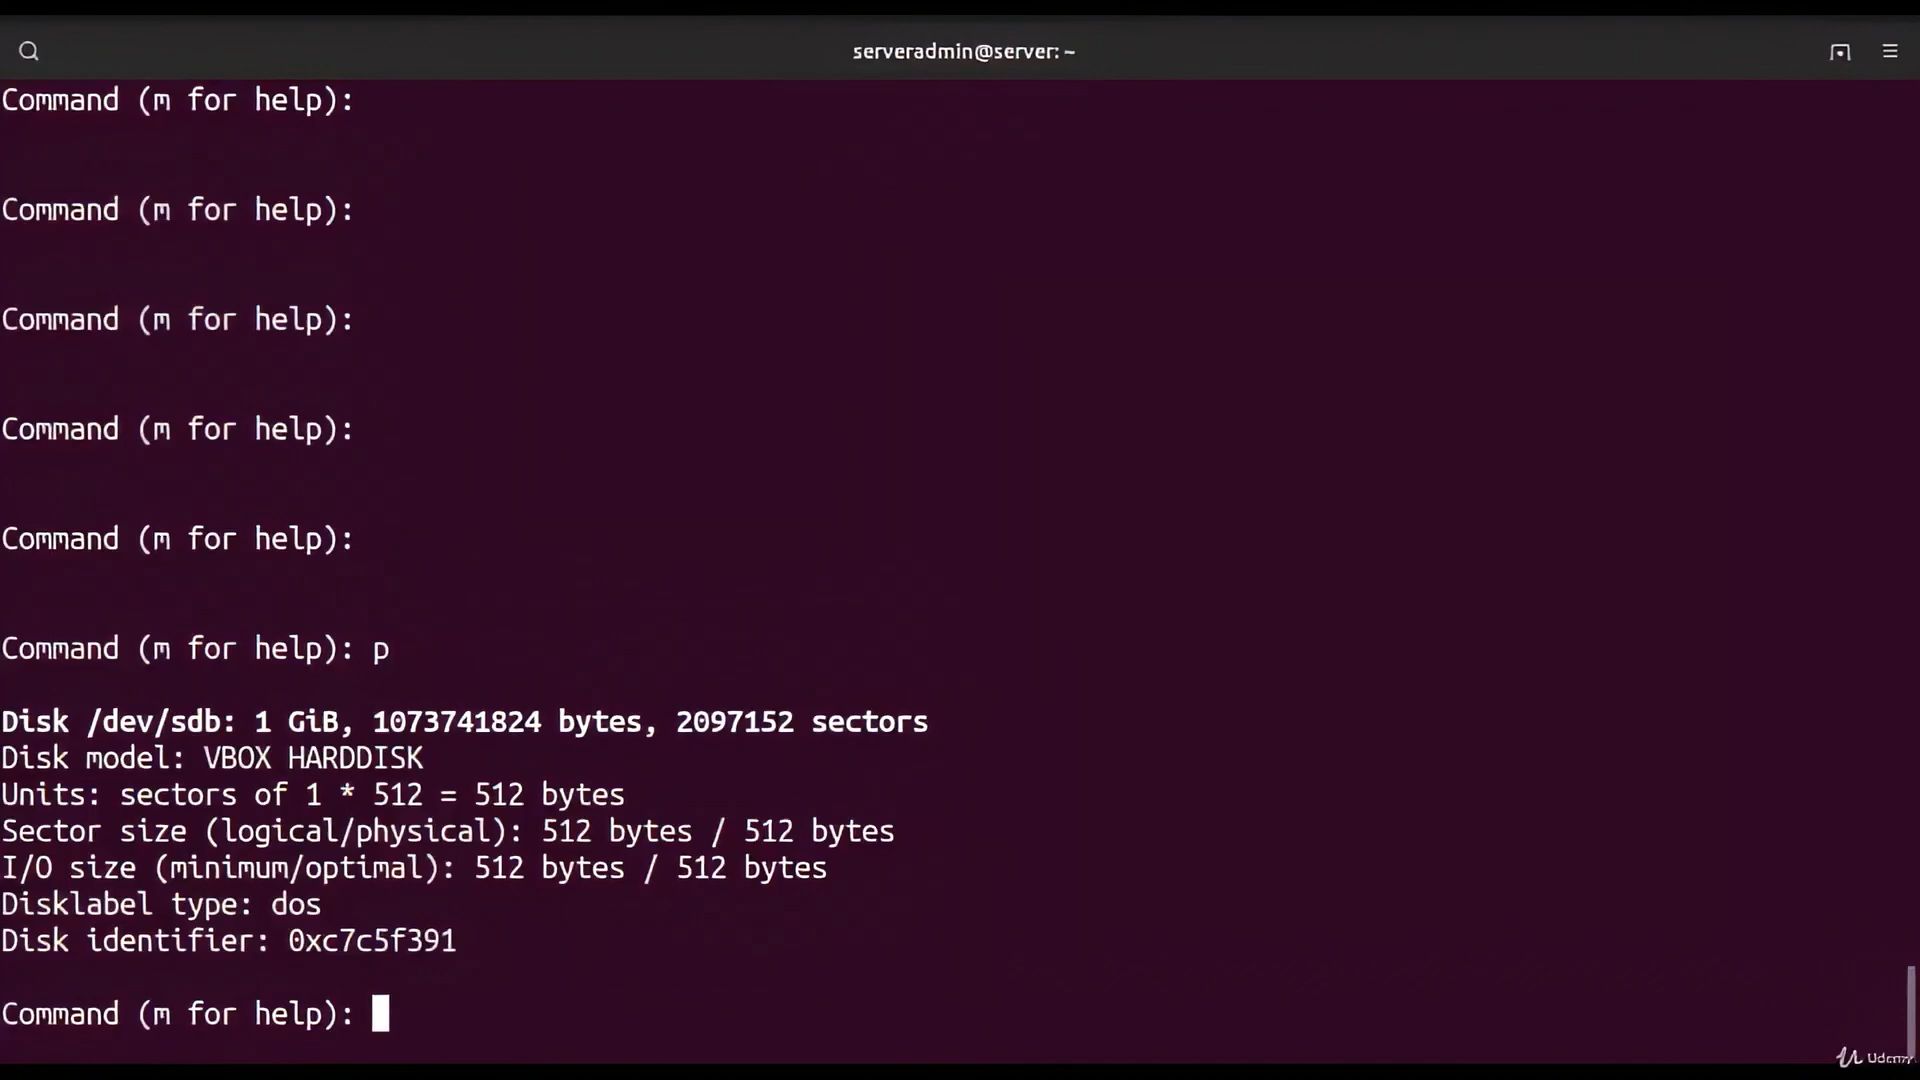 serveradmin@server: ~
Command (m for help):
Command (m for help):
Command (m for help):
Command (m for help):
Command (m for help):
Command (m for help): p
Disk /dev/sdb: 1 GiB, 1073741824 bytes, 2097152 sectors
Disk model: VBOX HARDDISK
Units: sectors of 1 * 512 = 512 bytes
Sector size (logical/physical): 512 bytes / 512 bytes
I/O size (minimum/optimal): 512 bytes / 512 bytes
Disklabel type: dos
Disk identifier: 0xc7c5f391
Command (m for help):
Udemy